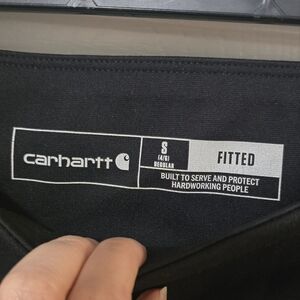 carhartt
S
(4/6)
REGULAR
FITTED
BUILT TO SERVE AND PROTECT
HARDWORKING PEOPLE